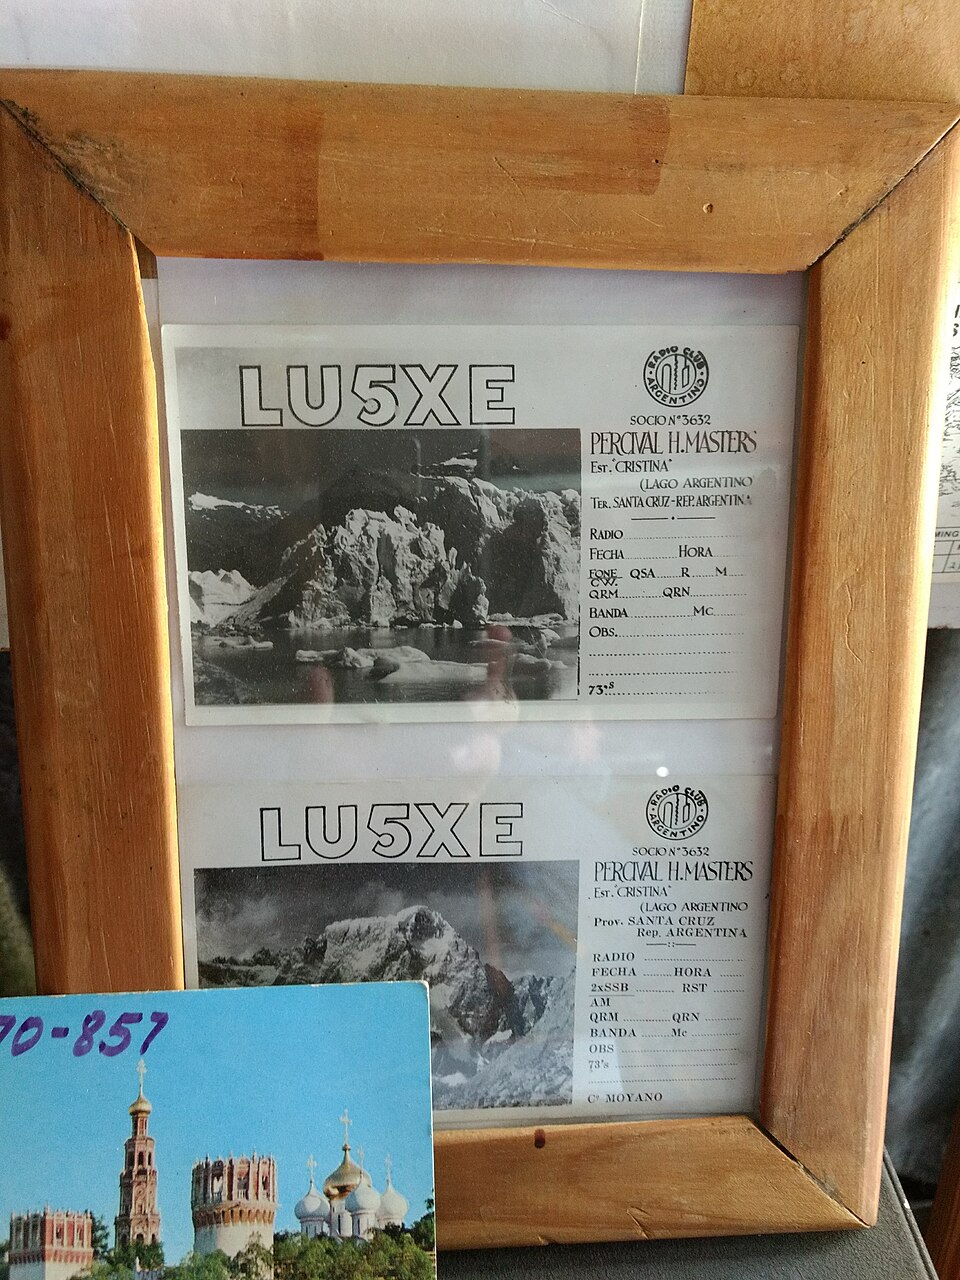 LU5XE
RADIO CLUB ARGENTINO
SOCIO Nº3632
PERCIVAL H. MASTERS
EST. "CRISTINA"
(LAGO ARGENTINO
TER. SANTA CRUZ-REP. ARGENTINA
RADIO
FECHA HORA
FONE QSA R M
CW.
QRM QRN
BANDA Mc
OBS.
73's
LU5XE
RADIO CLUB ARGENTINO
SOCIO Nº3632
PERCIVAL H. MASTERS
EST. "CRISTINA"
(LAGO ARGENTINO
Prov. SANTA CRUZ
Rep. ARGENTINA
RADIO
FECHA HORA
2xSSB RST
AM
QRM QRN
BANDA Mc
OBS
73's
Cº MOYANO
70-857